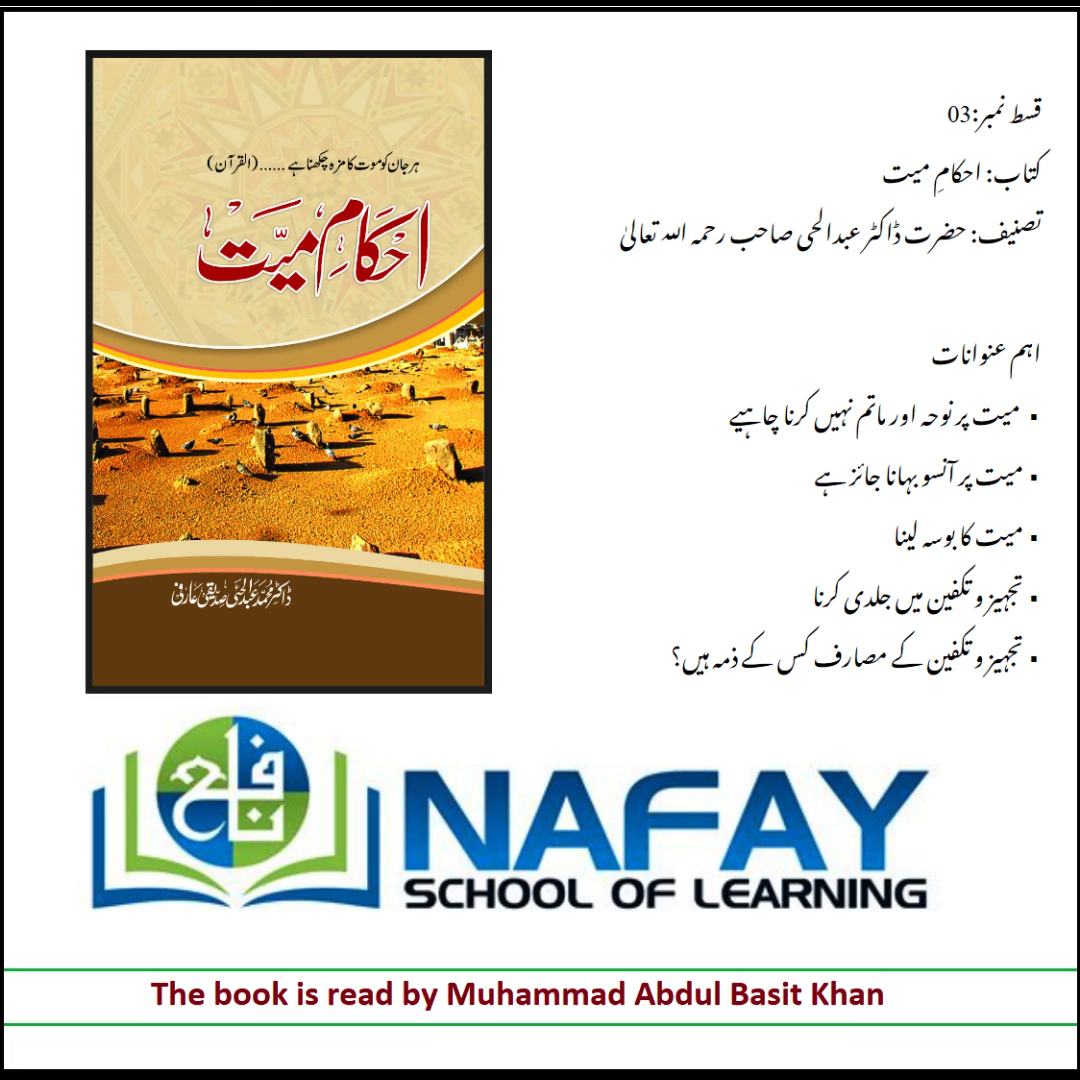 قسط نمبر:03
کتاب: احکامِ میت
تصنیف: حضرت ڈاکٹر عبدالحی صاحب رحمہ اللہ تعالیٰ
اہم عنوانات
▪ میت پر نوحہ اور ماتم نہیں کرنا چاہیے
▪ میت پر آنسو بہانا جائز ہے
▪ میت کا بوسہ لینا
▪ تجہیز و تکفین میں جلدی کرنا
▪ تجہیز و تکفین کے مصارف کس کے ذمہ ہیں؟
ہر جان کو موت کا مزہ چکھنا ہے ......(القرآن)
احکامِ میّت
ڈاکٹر محمد عبدالحئی صدیقی عارفی
نافع
NAFAY
SCHOOL OF LEARNING
The book is read by Muhammad Abdul Basit Khan